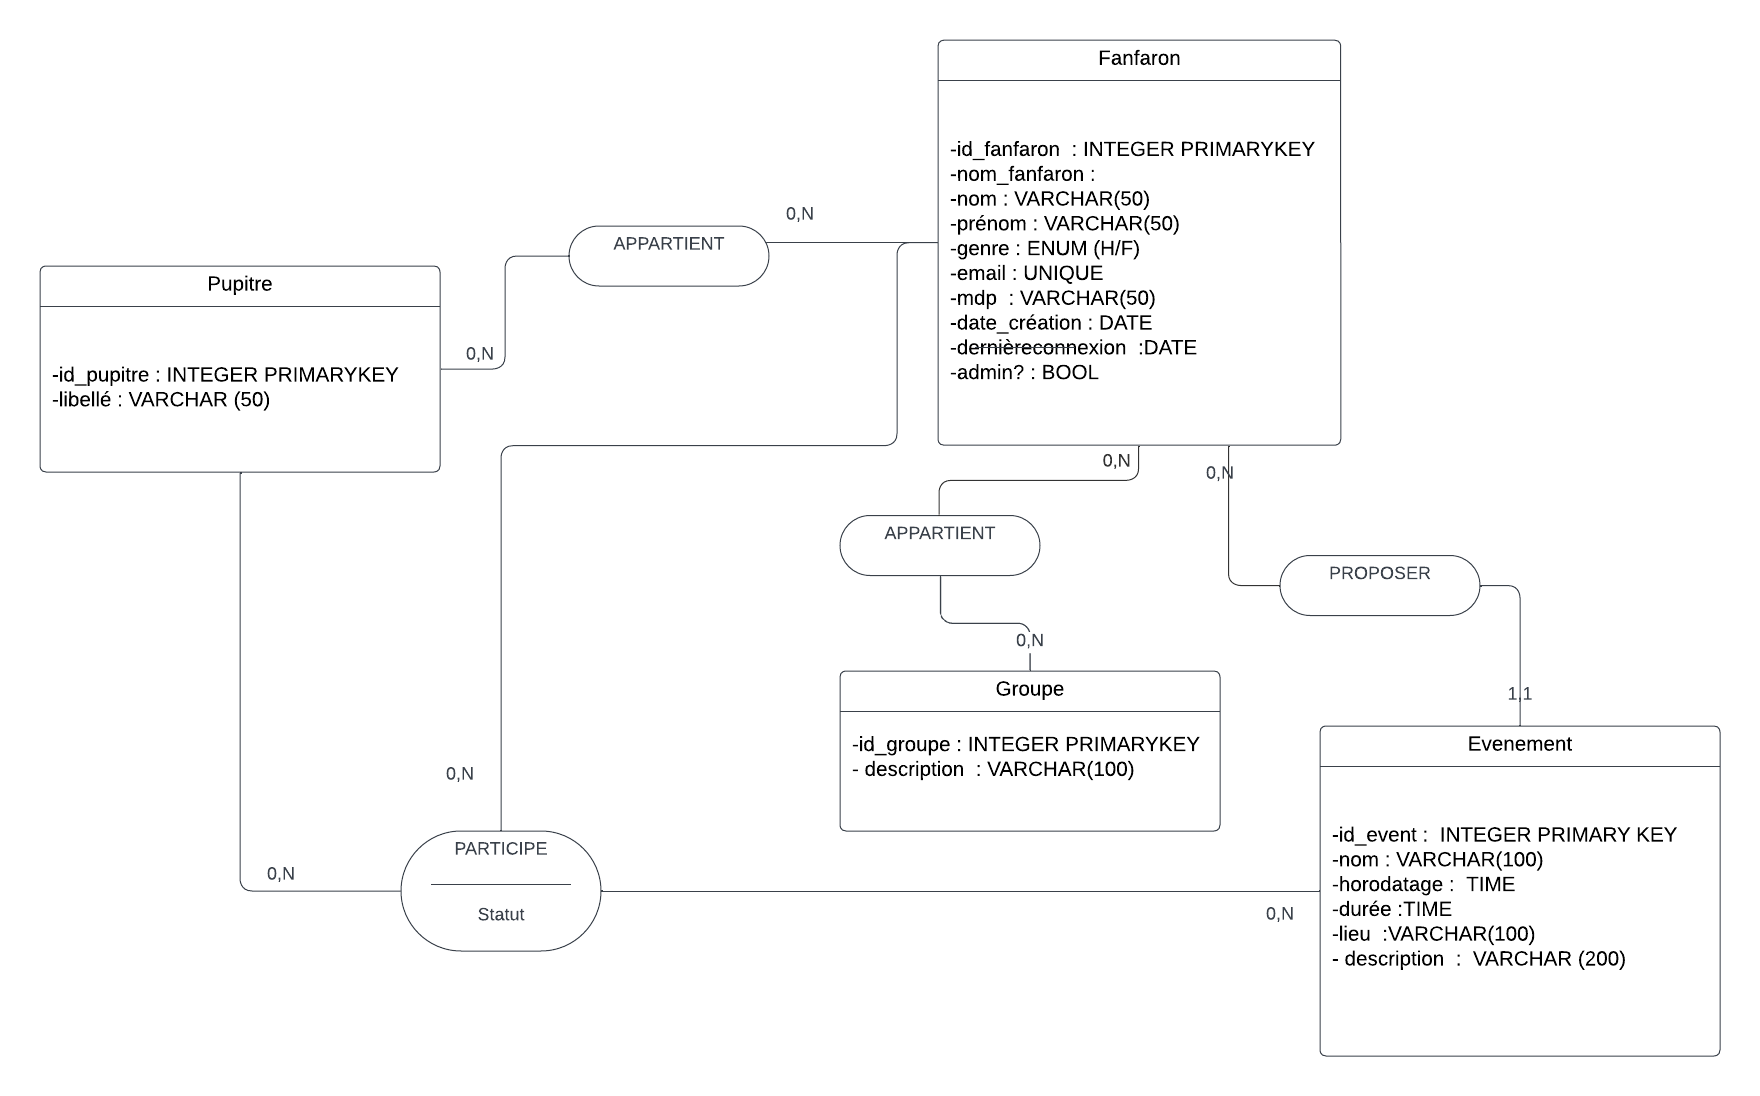 Fanfaron
-id_fanfaron  : INTEGER PRIMARYKEY
-nom_fanfaron :
-nom : VARCHAR(50)
-prénom : VARCHAR(50)
-genre : ENUM (H/F)
-email : UNIQUE
-mdp  : VARCHAR(50)
-date_création : DATE
-dernièreconnexion  :DATE
-admin? : BOOL
0,N
APPARTIENT
Pupitre
0,N
-id_pupitre : INTEGER PRIMARYKEY
-libellé : VARCHAR (50)
0,N
0,N
APPARTIENT
PROPOSER
0,N
Groupe
-id_groupe : INTEGER PRIMARYKEY
- description  : VARCHAR(100)
1,1
Evenement
-id_event :  INTEGER PRIMARY KEY
-nom : VARCHAR(100)
-horodatage :  TIME
-durée :TIME
-lieu  :VARCHAR(100)
- description  :  VARCHAR (200)
0,N
PARTICIPE
0,N
Statut
0,N